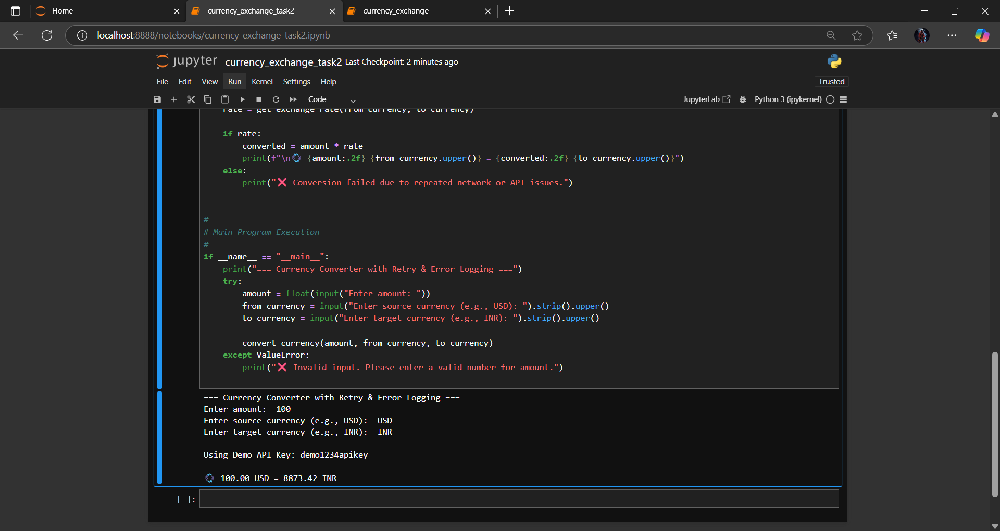 Home
currency_exchange_task2
currency_exchange
localhost:8888/notebooks/currency_exchange_task2.ipynb
jupyter currency_exchange_task2 Last Checkpoint: 2 minutes ago
File Edit View Run Kernel Settings Help Trusted
Code JupyterLab Python 3 (ipykernel)
rate = get_exchange_rate(from_currency, to_currency)
if rate:
converted = amount * rate
print(f"\n💱 {amount:.2f} {from_currency.upper()} = {converted:.2f} {to_currency.upper()}")
else:
print("❌ Conversion failed due to repeated network or API issues.")
# --------------------------------------------------------
# Main Program Execution
# --------------------------------------------------------
if __name__ == "__main__":
print("=== Currency Converter with Retry & Error Logging ===")
try:
amount = float(input("Enter amount: "))
from_currency = input("Enter source currency (e.g., USD): ").strip().upper()
to_currency = input("Enter target currency (e.g., INR): ").strip().upper()
convert_currency(amount, from_currency, to_currency)
except ValueError:
print("❌ Invalid input. Please enter a valid number for amount.")
=== Currency Converter with Retry & Error Logging ===
Enter amount:  100
Enter source currency (e.g., USD):  USD
Enter target currency (e.g., INR):  INR
Using Demo API Key: demo1234apikey
💱 100.00 USD = 8873.42 INR
[ ]: